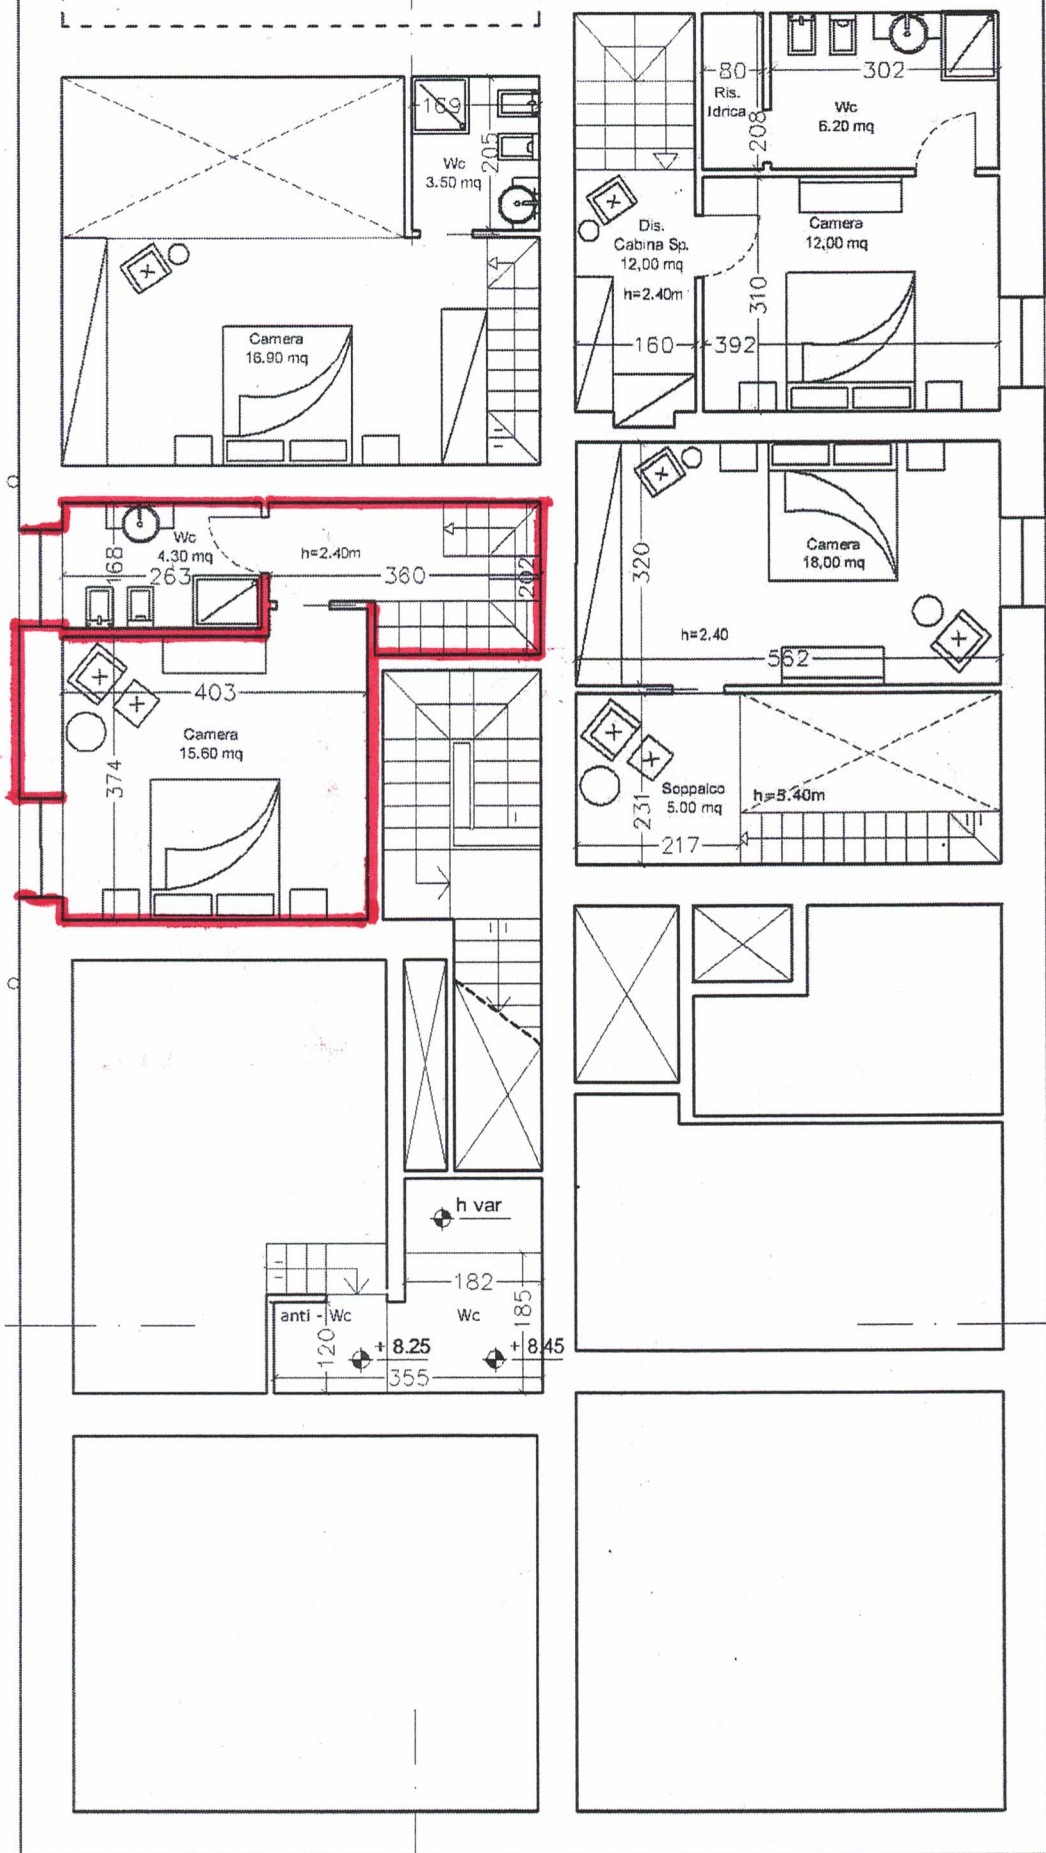 80
302
Ris.
Idrica
Wc
6.20 mq
208
169
205
Wc
3.50 mq
Dis.
Cabina Sp.
12,00 mq
h=2.40m
Camera
12,00 mq
310
160
392
Camera
16.90 mq
Wc
4.30 mq
168
263
h=2.40m
360
202
320
Camera
18,00 mq
h=2.40
562
403
Camera
15.60 mq
374
Soppalco
5.00 mq
h=5.40m
231
217
h var
182
185
anti - Wc
Wc
120
+ 8.25
+ 8.45
355